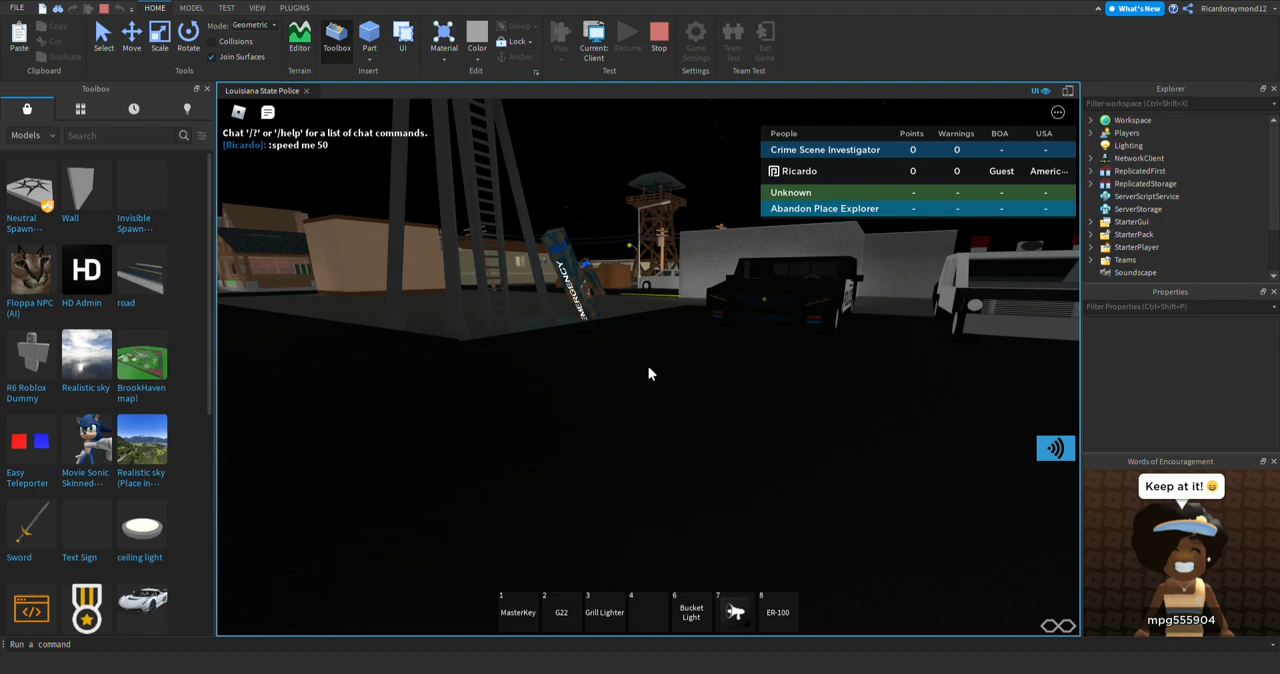 FILE HOME MODEL TEST VIEW PLUGINS What's New Ricardoraymond12
Paste Copy Cut Duplicate Select Move Scale Rotate Mode: Geometric Collisions Join Surfaces Editor Toolbox Part UI Material Color Group Lock Anchor Play Current: Client Resume Stop Game Settings Team Test Exit Game
Clipboard Tools Terrain Insert Edit Test Settings Team Test
Toolbox
Models Search
Neutral Spawn··· Wall Invisible Spawn···
Floppa NPC (AI) HD HD Admin road
R6 Roblox Dummy Realistic sky BrookHaven map!
Easy Teleporter Movie Sonic Skinned··· Realistic sky (Place in···
Sword Text Sign ceiling light
Louisiana State Police
UI
Chat '/?' or '/help' for a list of chat commands.
[Ricardo]: :speed me 50
People Points Warnings BOA USA
Crime Scene Investigator 0 0 - -
Ricardo 0 0 Guest Americ···
Unknown - - - -
Abandon Place Explorer - - - -
EMERGENCY
1 MasterKey
2 G22
3 Grill Lighter
4
6 Bucket Light
7
8 ER-100
Explorer
Filter workspace (Ctrl+Shift+X)
Workspace
Players
Lighting
NetworkClient
ReplicatedFirst
ReplicatedStorage
ServerScriptService
ServerStorage
StarterGui
StarterPack
StarterPlayer
Teams
Soundscape
Properties
Filter Properties (Ctrl+Shift+P)
Words of Encouragement
Keep at it! 😄
mpg555904
Run a command